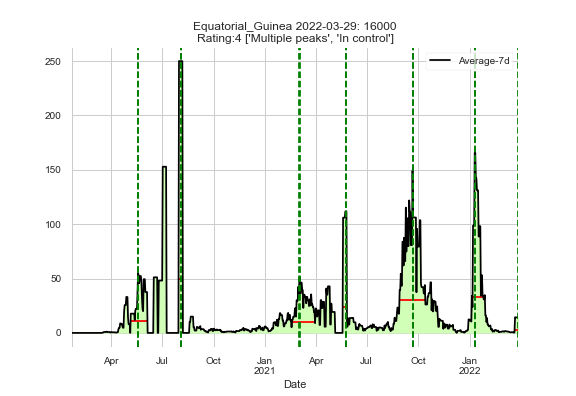 Equatorial_Guinea 2022-03-29: 16000
Rating:4 ['Multiple peaks', 'In control']
Average-7d
250
200
150
100
50
0
Apr
Jul
Oct
Jan
2021
Apr
Jul
Oct
Jan
2022
Date